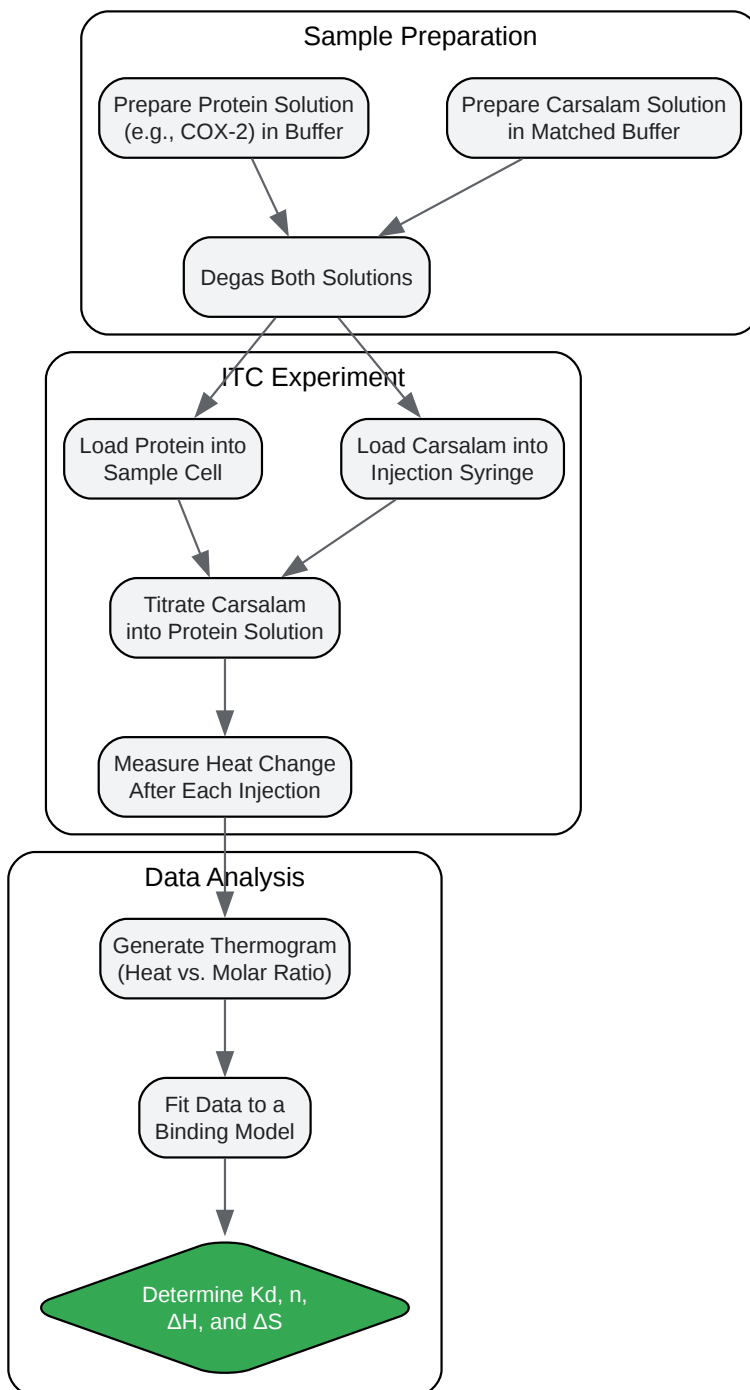 Sample Preparation
Prepare Protein Solution
(e.g., COX-2) in Buffer
Prepare Carsalam Solution
in Matched Buffer
Degas Both Solutions
ITC Experiment
Load Protein into
Sample Cell
Load Carsalam into
Injection Syringe
Titrate Carsalam
into Protein Solution
Measure Heat Change
After Each Injection
Data Analysis
Generate Thermogram
(Heat vs. Molar Ratio)
Fit Data to a
Binding Model
Determine Kd, n,
ΔH, and ΔS